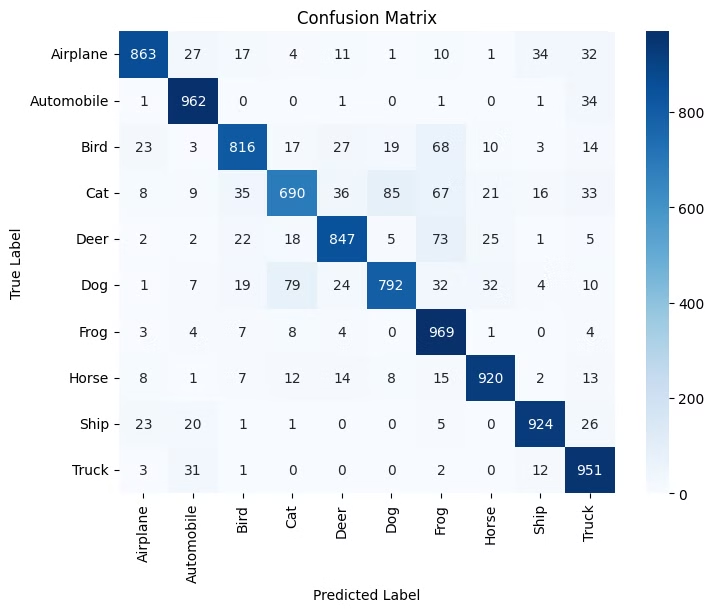 Confusion Matrix
Airplane 863 27 17 4 11 1 10 1 34 32
Automobile 1 962 0 0 1 0 1 0 1 34
Bird 23 3 816 17 27 19 68 10 3 14
Cat 8 9 35 690 36 85 67 21 16 33
Deer 2 2 22 18 847 5 73 25 1 5
Dog 1 7 19 79 24 792 32 32 4 10
Frog 3 4 7 8 4 0 969 1 0 4
Horse 8 1 7 12 14 8 15 920 2 13
Ship 23 20 1 1 0 0 5 0 924 26
Truck 3 31 1 0 0 0 2 0 12 951
Airplane Automobile Bird Cat Deer Dog Frog Horse Ship Truck
Predicted Label
True Label
800
600
400
200
0